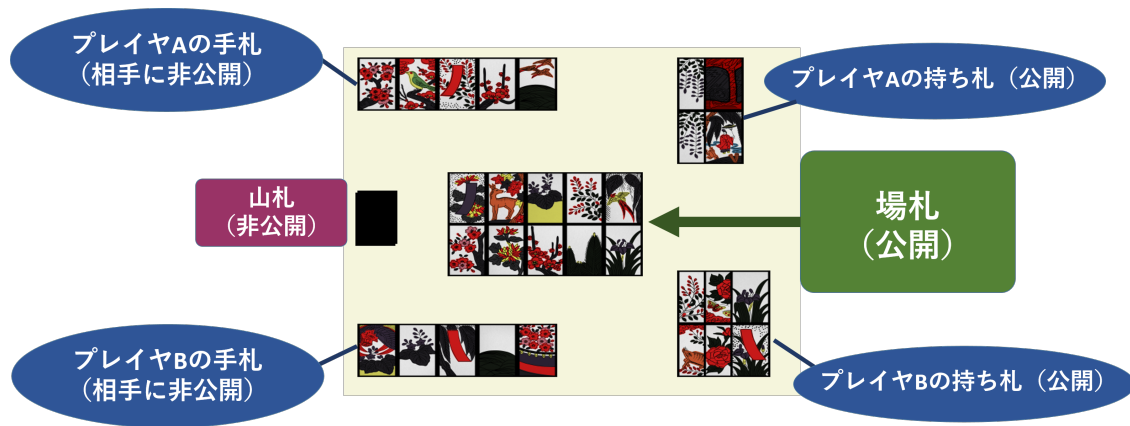 プレイヤAの手札
（相手に非公開）
プレイヤAの持ち札（公開）
山札
（非公開）
場札
（公開）
プレイヤBの手札
（相手に非公開）
プレイヤBの持ち札（公開）